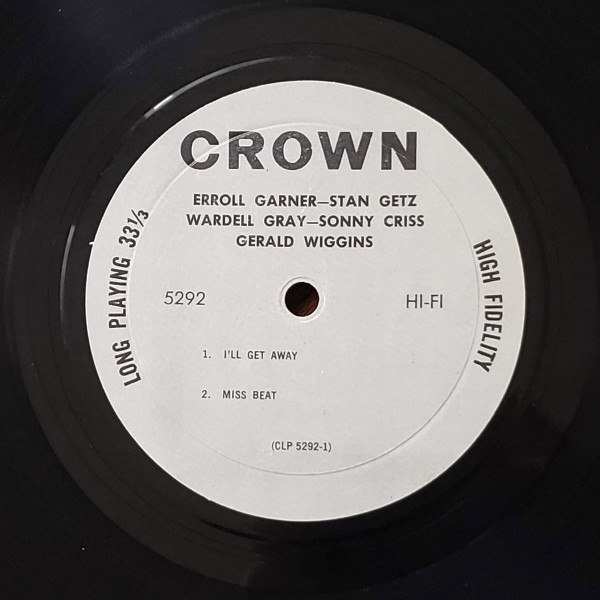 CROWN
ERROLL GARNER—STAN GETZ
WARDELL GRAY—SONNY CRISS
GERALD WIGGINS
LONG PLAYING 33⅓
HIGH FIDELITY
5292
HI-FI
1. I'LL GET AWAY
2. MISS BEAT
(CLP 5292-1)